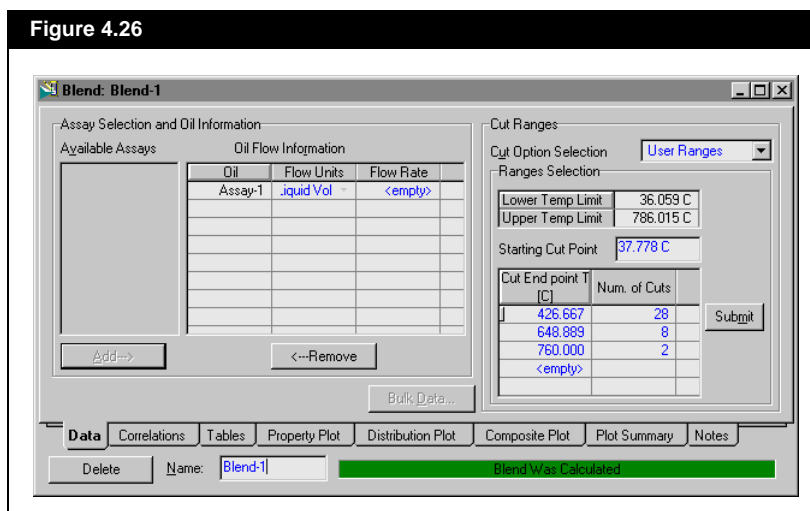 Figure 4.26
Blend: Blend-1
Assay Selection and Oil Information
Available Assays
Oil Flow Information
Oil Flow Units Flow Rate
Assay-1 .iquid Vol <empty>
Add--->
<---Remove
Bulk Data...
Cut Ranges
Cut Option Selection User Ranges
Ranges Selection
Lower Temp Limit 36.059 C
Upper Temp Limit 786.015 C
Starting Cut Point 37.778 C
Cut End point T
[C] Num. of Cuts
426.667 28
648.889 8
760.000 2
<empty>
Submit
Data Correlations Tables Property Plot Distribution Plot Composite Plot Plot Summary Notes
Delete Name: Blend-1 Blend Was Calculated